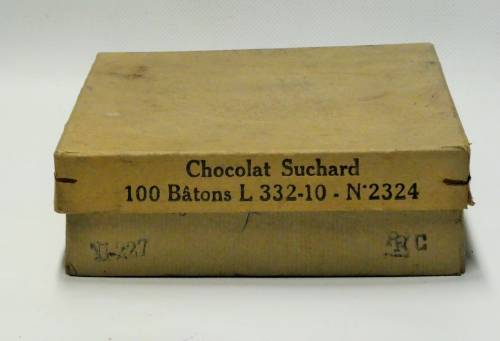 Chocolat Suchard
100 Bâtons L 332-10 - N° 2324
C